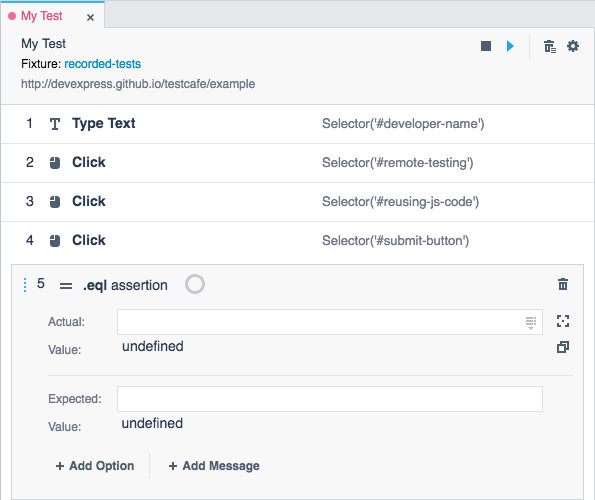 My Test ×
My Test
Fixture: recorded-tests
http://devexpress.github.io/testcafe/example
1 Type Text Selector('#developer-name')
2 Click Selector('#remote-testing')
3 Click Selector('#reusing-js-code')
4 Click Selector('#submit-button')
5 .eql assertion
Actual:
Value: undefined
Expected:
Value: undefined
+ Add Option + Add Message